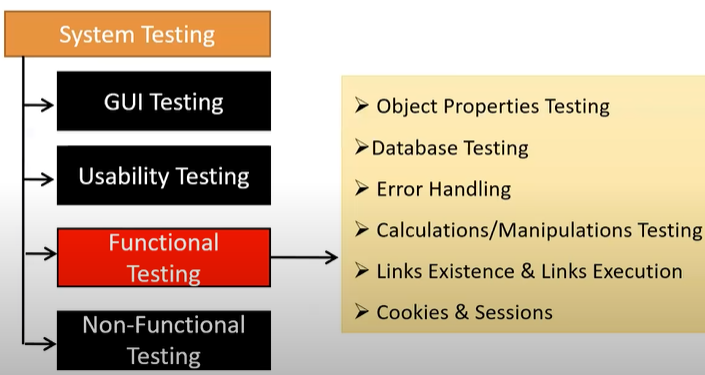 System Testing
GUI Testing
Usability Testing
Functional
Testing
Non-Functional
Testing
➢ Object Properties Testing
➢Database Testing
➢ Error Handling
➢ Calculations/Manipulations Testing
➢ Links Existence & Links Execution
➢ Cookies & Sessions